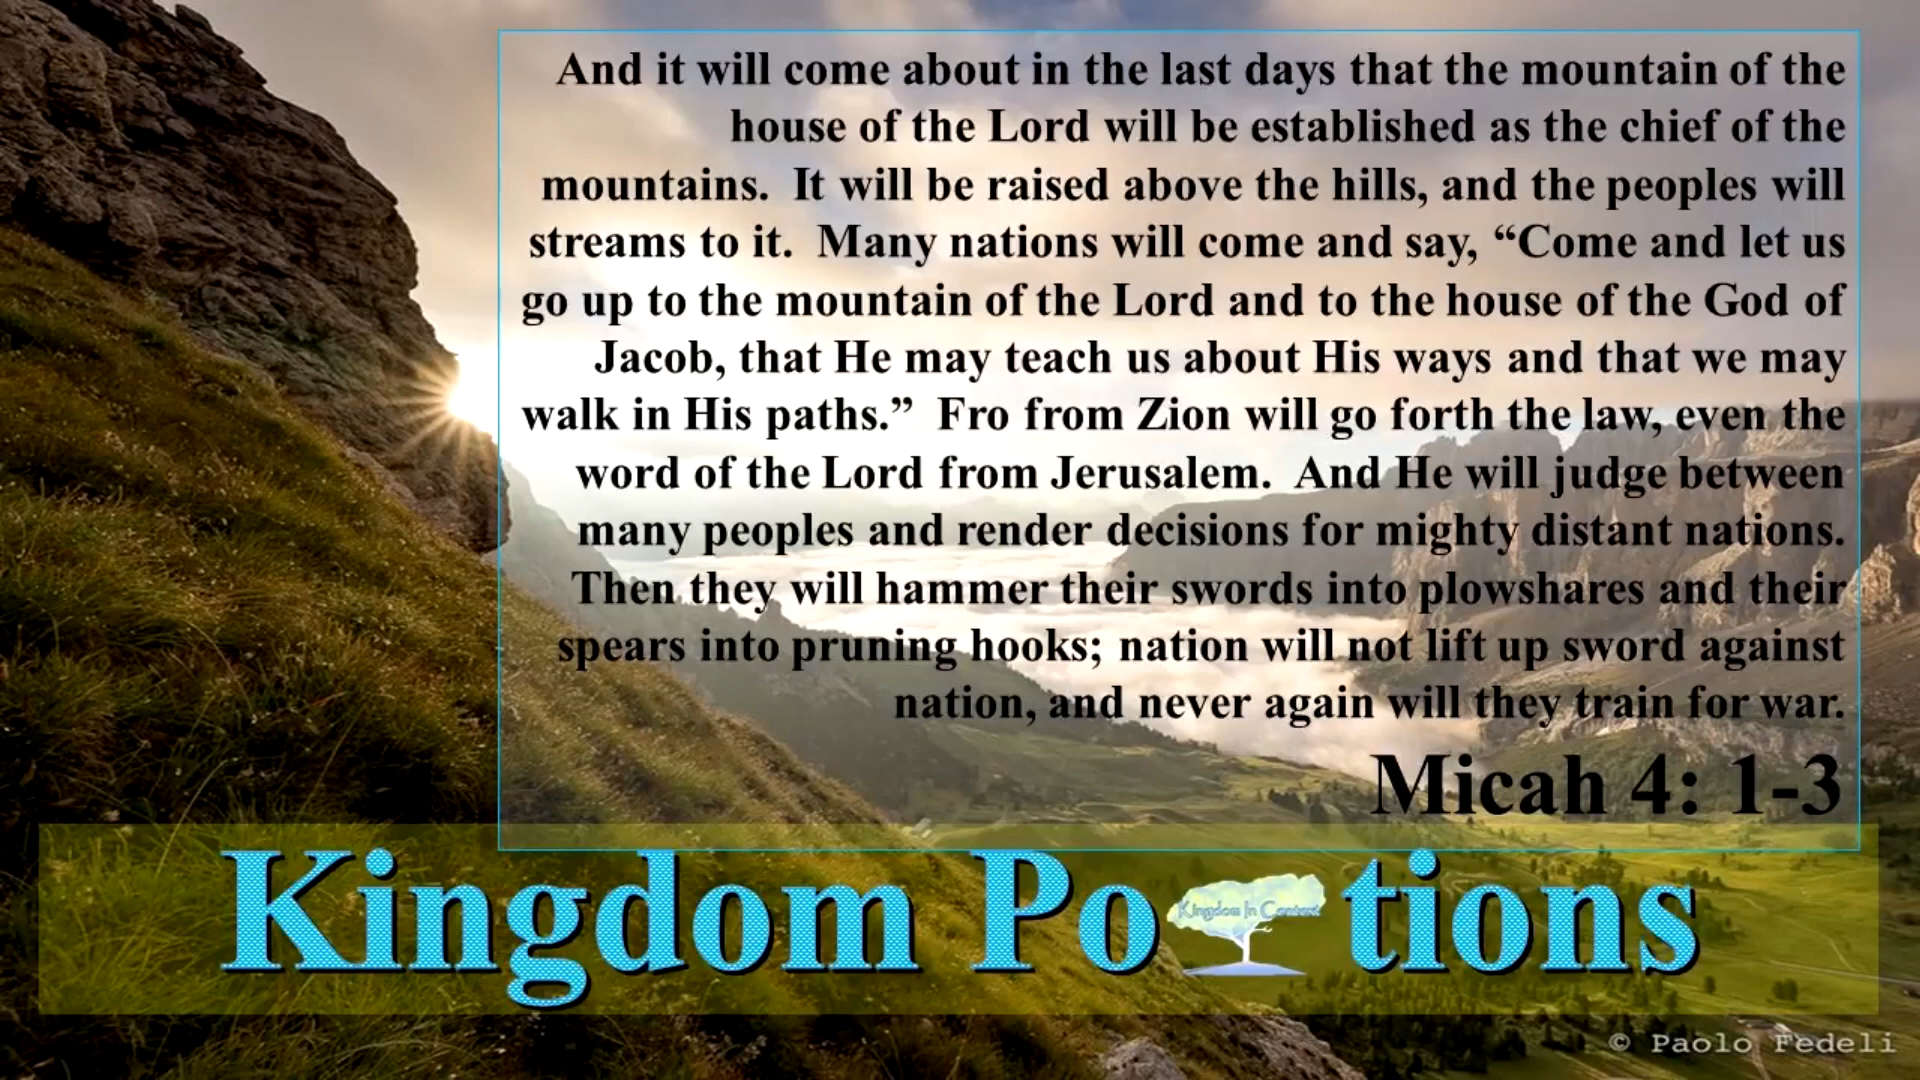 And it will come about in the last days that the mountain of the
house of the Lord will be established as the chief of the
mountains.  It will be raised above the hills, and the peoples will
streams to it.  Many nations will come and say, “Come and let us
go up to the mountain of the Lord and to the house of the God of
Jacob, that He may teach us about His ways and that we may
walk in His paths.”  Fro from Zion will go forth the law, even the
word of the Lord from Jerusalem.  And He will judge between
many peoples and render decisions for mighty distant nations.
Then they will hammer their swords into plowshares and their
spears into pruning hooks; nation will not lift up sword against
nation, and never again will they train for war.
Micah 4: 1-3
Kingdom Po tions
Kingdom In Context
© Paolo Fedeli